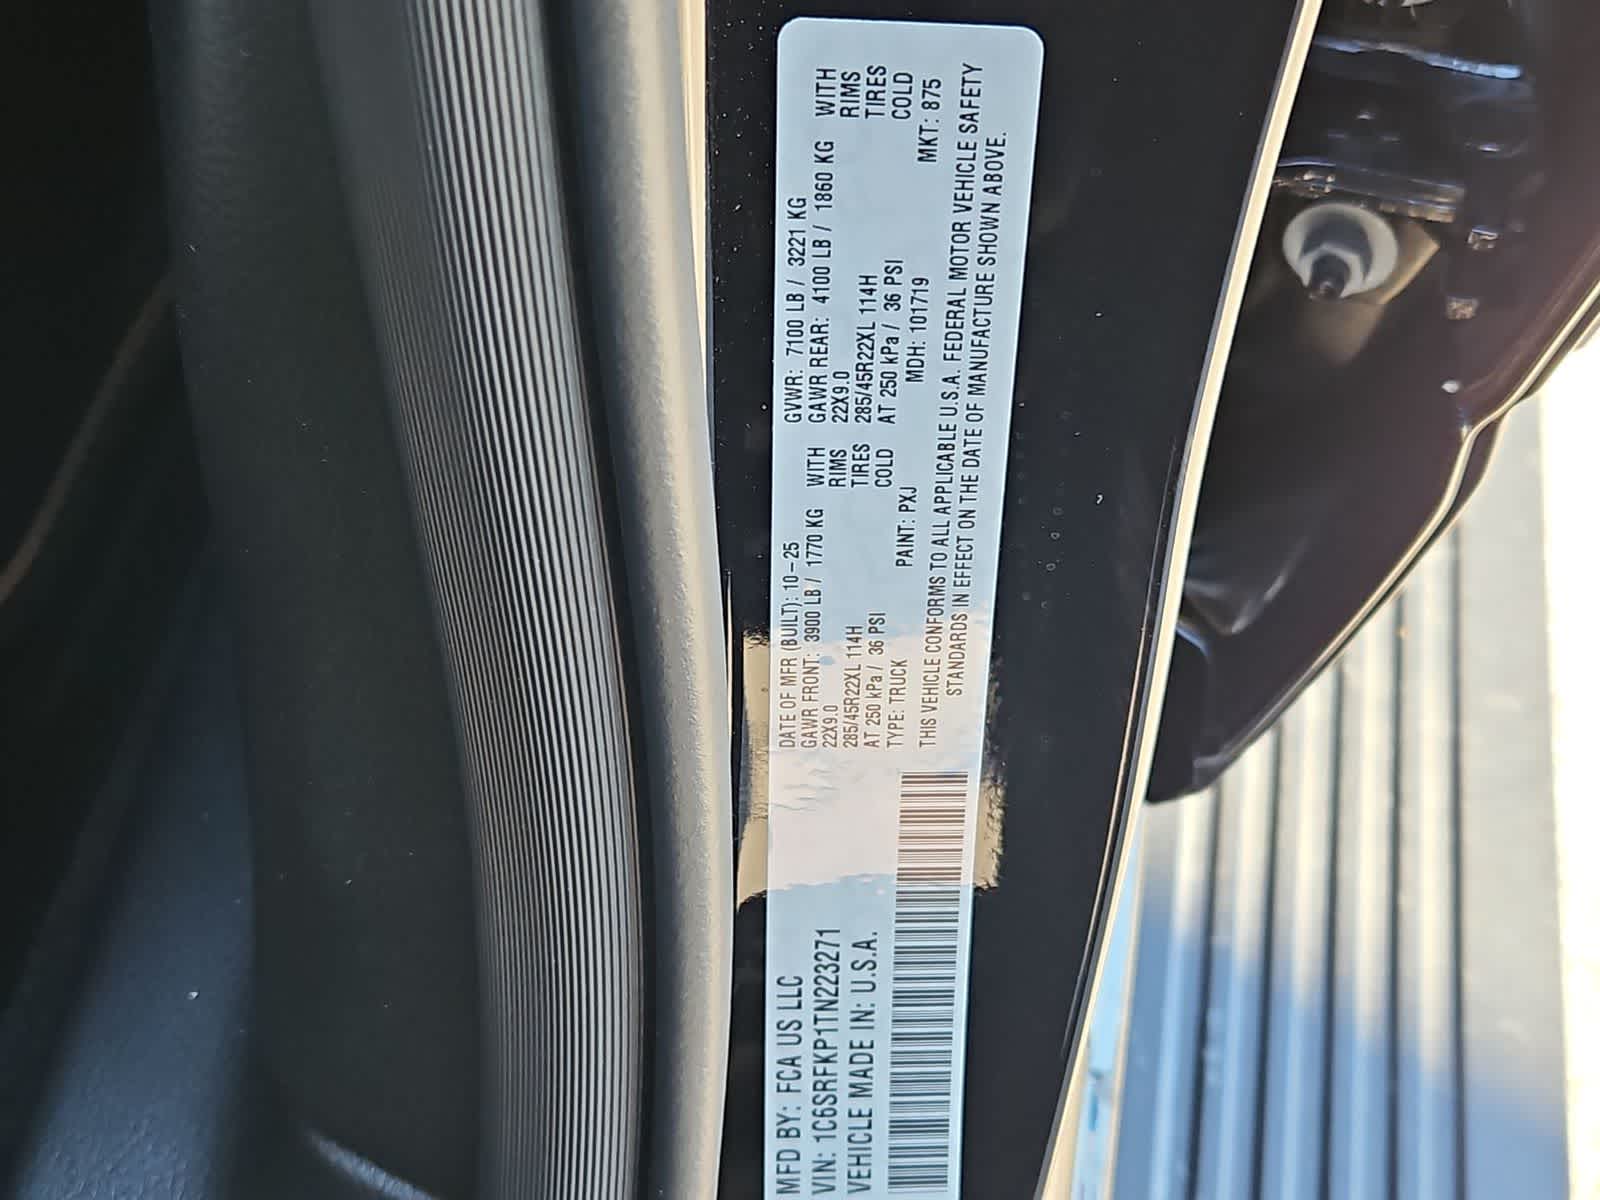 MFD BY: FCA US LLC
VIN: 1C6SRFKP1TN223271
VEHICLE MADE IN: U.S.A.
DATE OF MFR (BUILT): 10-25 GVWR: 7100 LB / 3221 KG
GAWR FRONT: 3900 LB / 1770 KG WITH GAWR REAR: 4100 LB / 1860 KG WITH
22X9.0 RIMS 22X9.0 RIMS
285/45R22XL 114H TIRES 285/45R22XL 114H TIRES
AT 250 kPa / 36 PSI COLD AT 250 kPa / 36 PSI COLD
TYPE: TRUCK PAINT: PXJ MDH: 101719 MKT: 875
THIS VEHICLE CONFORMS TO ALL APPLICABLE U.S.A. FEDERAL MOTOR VEHICLE SAFETY
STANDARDS IN EFFECT ON THE DATE OF MANUFACTURE SHOWN ABOVE.